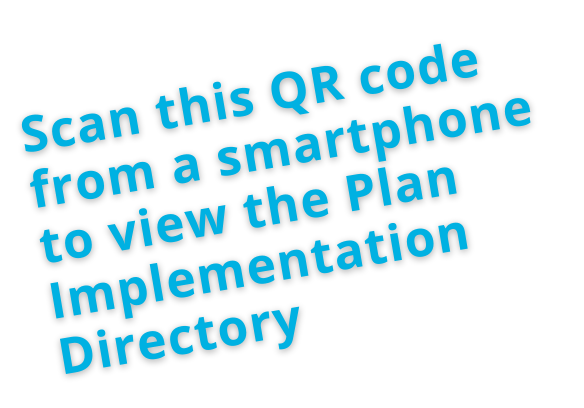 Scan this QR code
from a smartphone
to view the Plan
Implementation
Directory